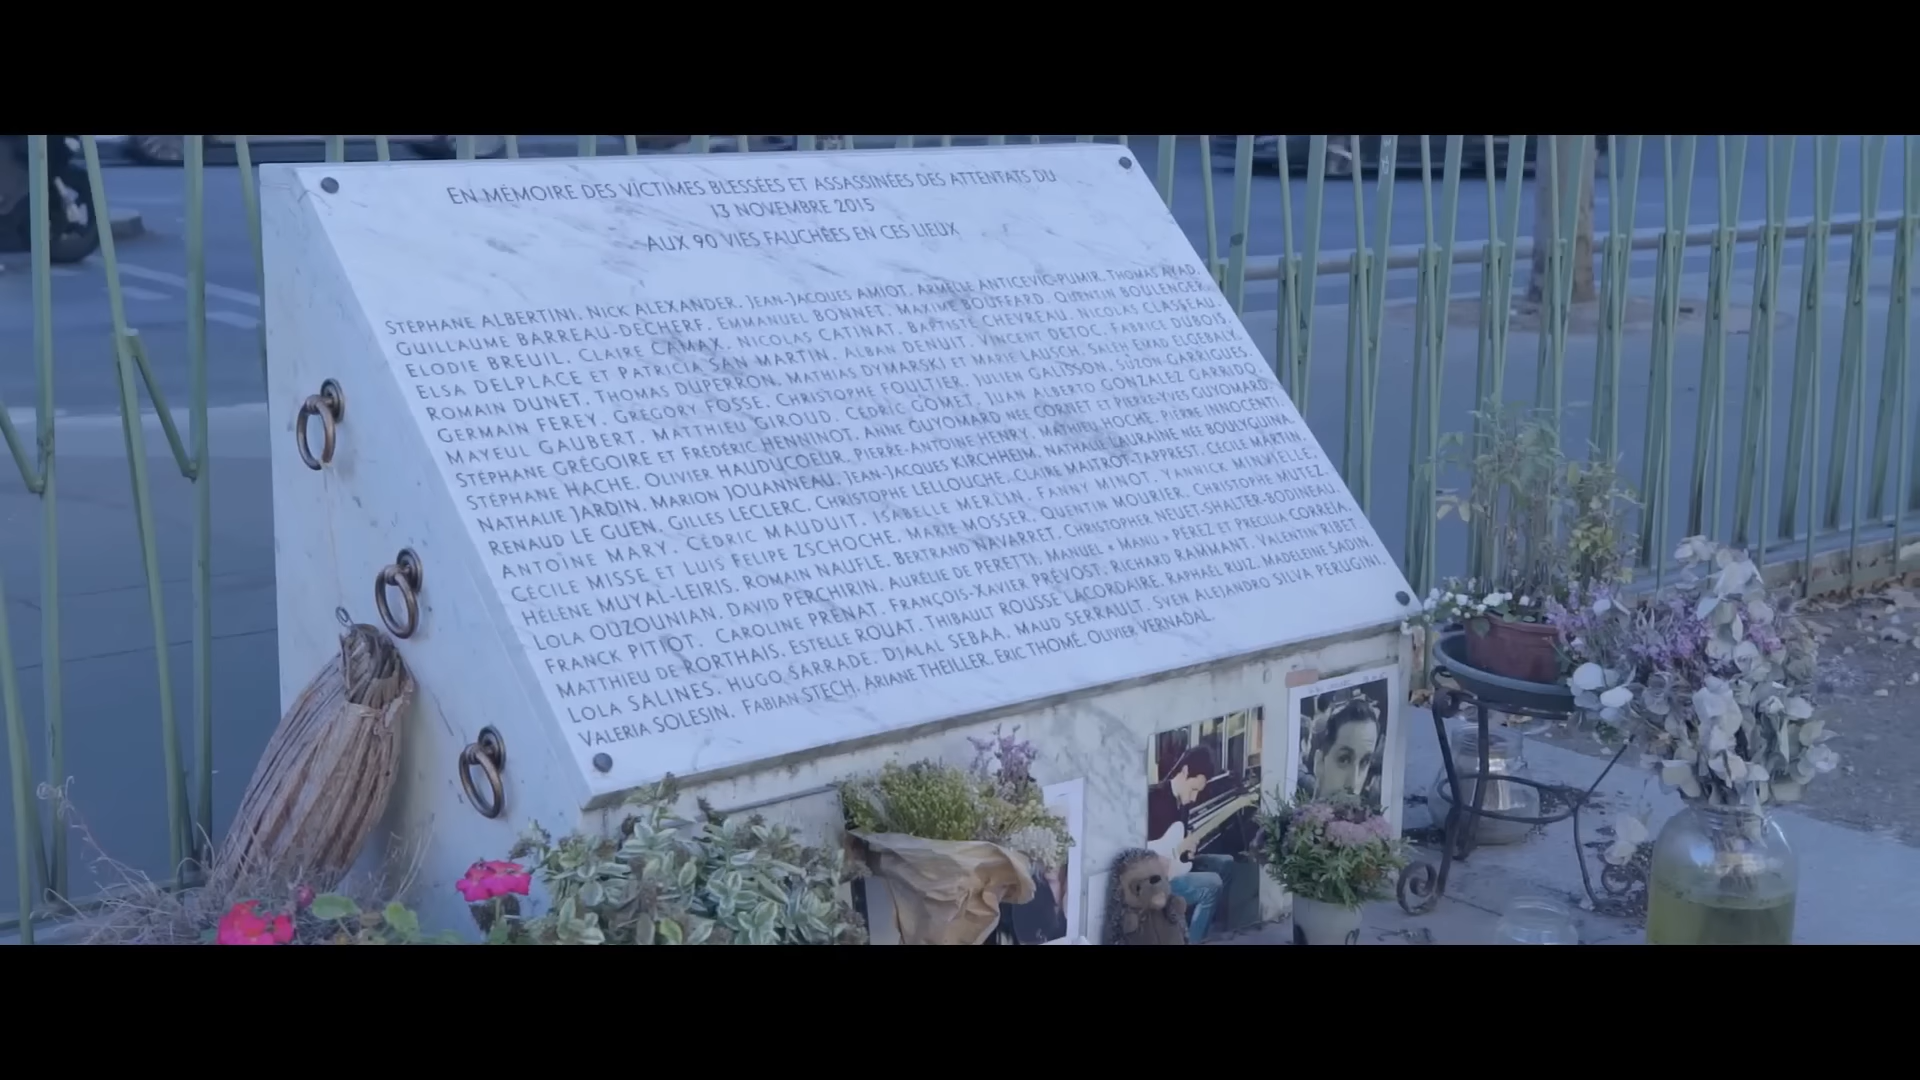 EN MÉMOIRE DES VICTIMES BLESSÉES ET ASSASSINÉES DES ATTENTATS DU
13 NOVEMBRE 2015
AUX 90 VIES FAUCHÉES EN CES LIEUX
STÉPHANE ALBERTINI. NICK ALEXANDER. JEAN-JACQUES AMIOT. ARMELLE ANTICEVIC-PUMIR. THOMAS AYAD.
GUILLAUME BARREAU-DECHERF. EMMANUEL BONNET. MAXIME BOUFFARD. QUENTIN BOULENGER.
ELODIE BREUIL. CLAIRE CAMAX. NICOLAS CATINAT. BAPTISTE CHEVREAU. NICOLAS CLASSEAU.
ELSA DELPLACE ET PATRICIA SAN MARTIN. ALBAN DENUIT. VINCENT DETOC. FABRICE DUBOIS.
ROMAIN DUNET. THOMAS DUPERRON. MATHIAS DYMARSKI ET MARIE LAUSCH. SALEH EMAD ELGEBALY.
GERMAIN FEREY. GRÉGORY FOSSE. CHRISTOPHE FOULTIER. JULIEN GALISSON. SUZON GARRIGUES.
MAYEUL GAUBERT. MATTHIEU GIROUD. CÉDRIC GOMET. JUAN ALBERTO GONZALEZ GARRIDO.
STÉPHANE GRÉGOIRE ET FRÉDÉRIC HENNINOT. ANNE GUYOMARD NÉE CORNET ET PIERRE-YVES GUYOMARD.
STÉPHANE HACHE. OLIVIER HAUDUCOEUR. PIERRE-ANTOINE HENRY. MATHIEU HOCHE. PIERRE INNOCENTI.
NATHALIE JARDIN. MARION JOUANNEAU. JEAN-JACQUES KIRCHHEIM. NATHALIA LAURAINE NÉE BOULYGUINA.
RENAUD LE GUEN. GILLES LECLERC. CHRISTOPHE LELLOUCHE. CLAIRE MAITROT-TAPPREST. CÉCILE MARTIN.
ANTOINE MARY. CÉDRIC MAUDUIT. ISABELLE MERLIN. FANNY MINOT. YANNICK MINVIELLE.
CÉCILE MISSE ET LUIS FELIPE ZSCHOCHE. MARIE MOSSER. QUENTIN MOURIER. CHRISTOPHE MUTEZ.
HÉLÈNE MUYAL-LEIRIS. ROMAIN NAUFLE. BERTRAND NAVARRET. CHRISTOPHER NEUET-SHALTER-BODINEAU.
LOLA OUZOUNIAN. DAVID PERCHIRIN. AURÉLIE DE PERETTI. MANUEL « MANU » PEREZ ET PRECILIA CORREIA.
FRANCK PITIOT. CAROLINE PRÉNAT. FRANÇOIS-XAVIER PRÉVOST. RICHARD RAMMANT. VALENTIN RIBET.
MATTHIEU DE RORTHAIS. ESTELLE ROUAT. THIBAULT ROUSSE LACORDAIRE. RAPHAËL RUIZ. MADELEINE SADIN.
LOLA SALINES. HUGO SARRADE. DJALAL SEBAA. MAUD SERRAULT. SVEN ALEJANDRO SILVA PERUGINI.
VALERIA SOLESIN. FABIAN STECH. ARIANE THEILLER. ERIC THOMÉ. OLIVIER VERNADAL.